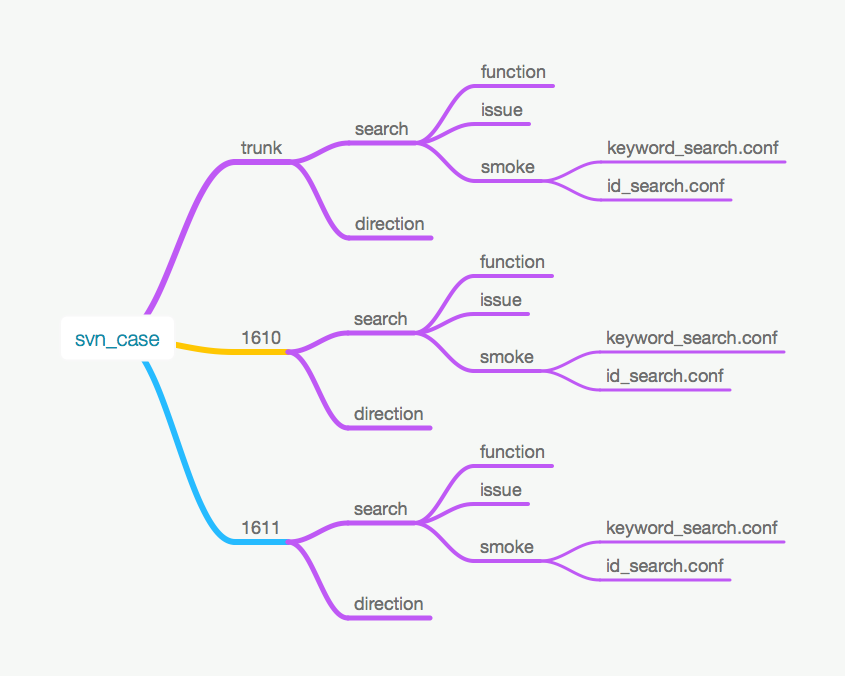 svn_case
trunk
search
function
issue
smoke
keyword_search.conf
id_search.conf
direction
1610
search
function
issue
smoke
keyword_search.conf
id_search.conf
direction
1611
search
function
issue
smoke
keyword_search.conf
id_search.conf
direction